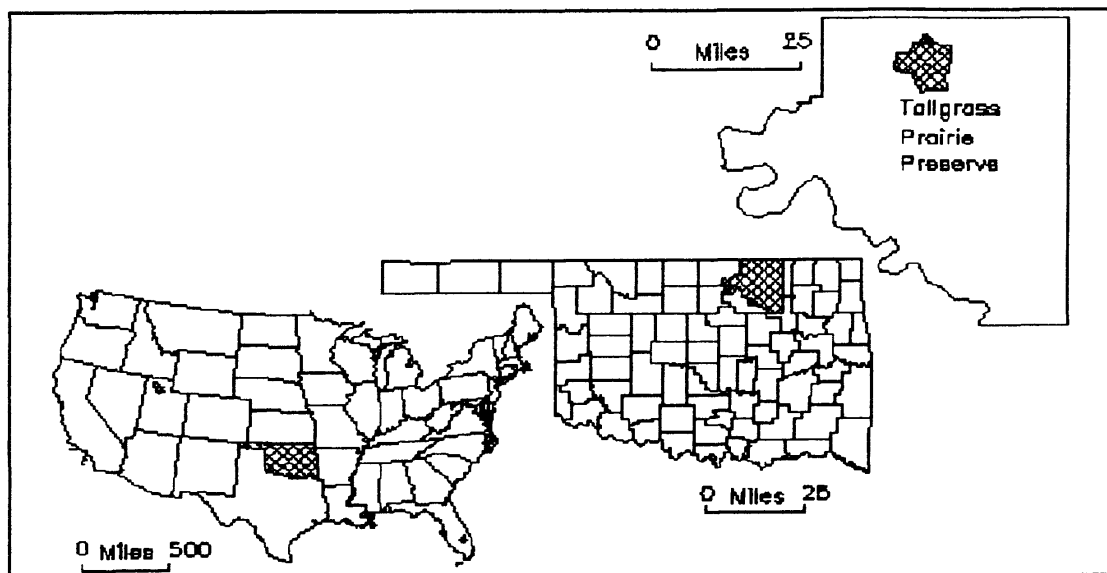 0 Miles 25
Tallgrass
Prairie
Preserve
0 Miles 25
0 Miles 500